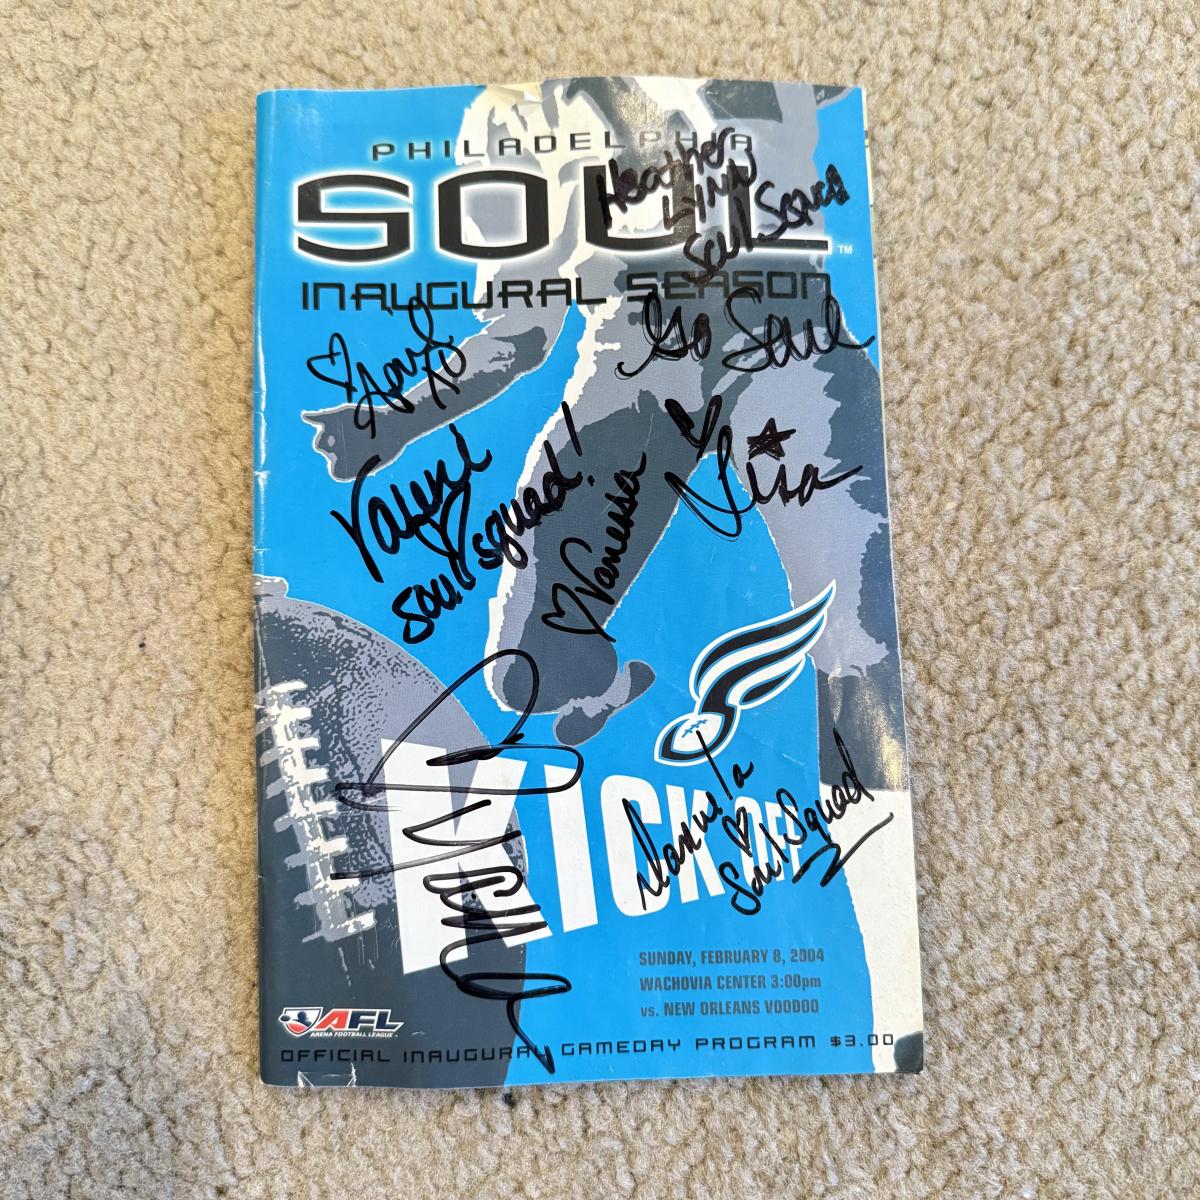 PHILADELPHIA
SOUL™
INAUGURAL SEASON
Heather
LYNN
Soul Squad
Go Soul
Lisa
soul squad!
Vanessa
KICK OFF
Soul Squad
SUNDAY, FEBRUARY 8, 2004
WACHOVIA CENTER 3:00pm
vs. NEW ORLEANS VOODOO
AFL
ARENA FOOTBALL LEAGUE
OFFICIAL INAUGURAL GAMEDAY PROGRAM $3.00